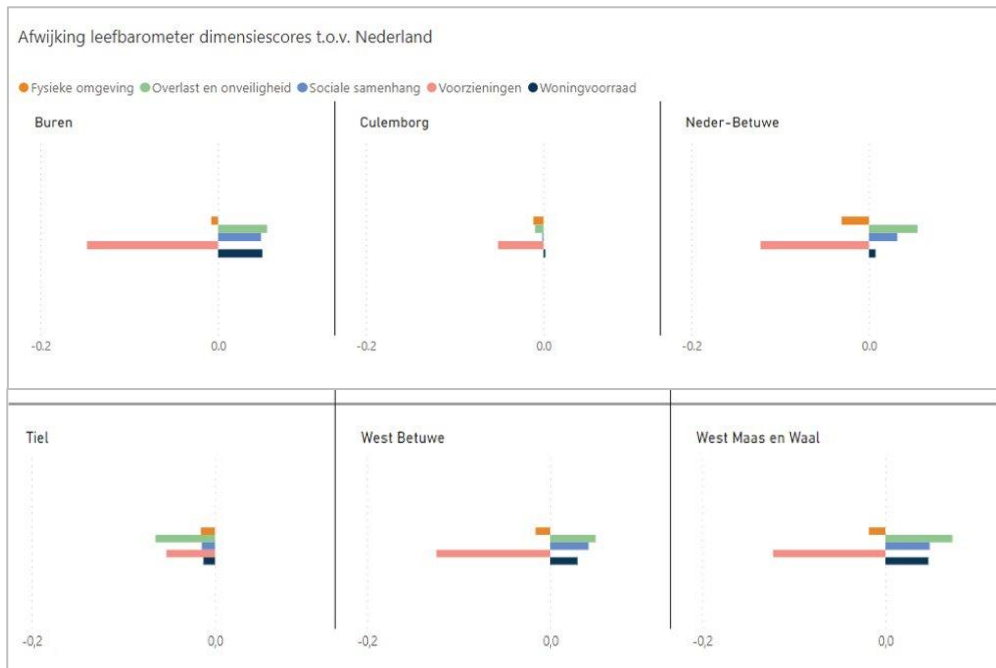 Afwijking leefbarometer dimensiescores t.o.v. Nederland
Fysieke omgeving Overlast en onveiligheid Sociale samenhang Voorzieningen Woningvoorraad
Buren Culemborg Neder-Betuwe
-0.2 0.0 -0.2 0.0 -0.2 0.0
Tiel West Betuwe West Maas en Waal
-0,2 0,0 -0,2 0,0 -0,2 0,0